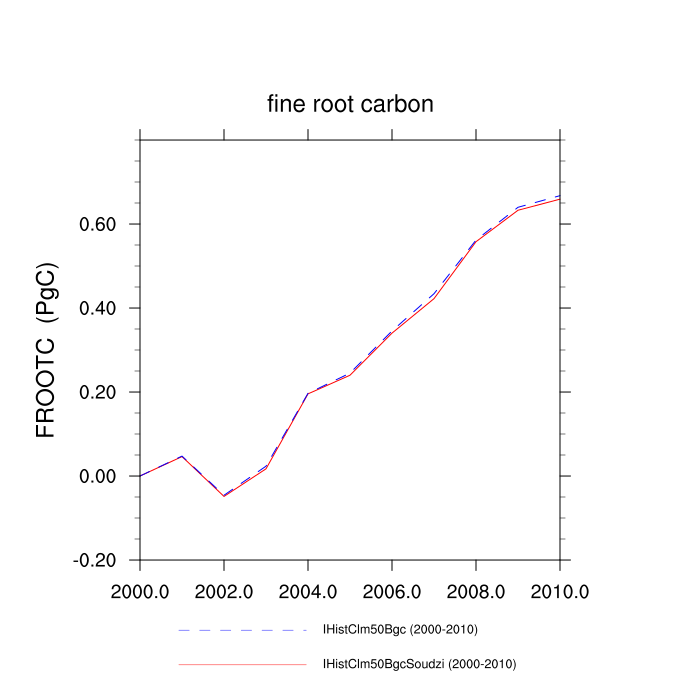 fine root carbon
FROOTC (PgC)
0.60
0.40
0.20
0.00
-0.20
2000.0 2002.0 2004.0 2006.0 2008.0 2010.0
IHistClm50Bgc (2000-2010)
IHistClm50BgcSoudzi (2000-2010)